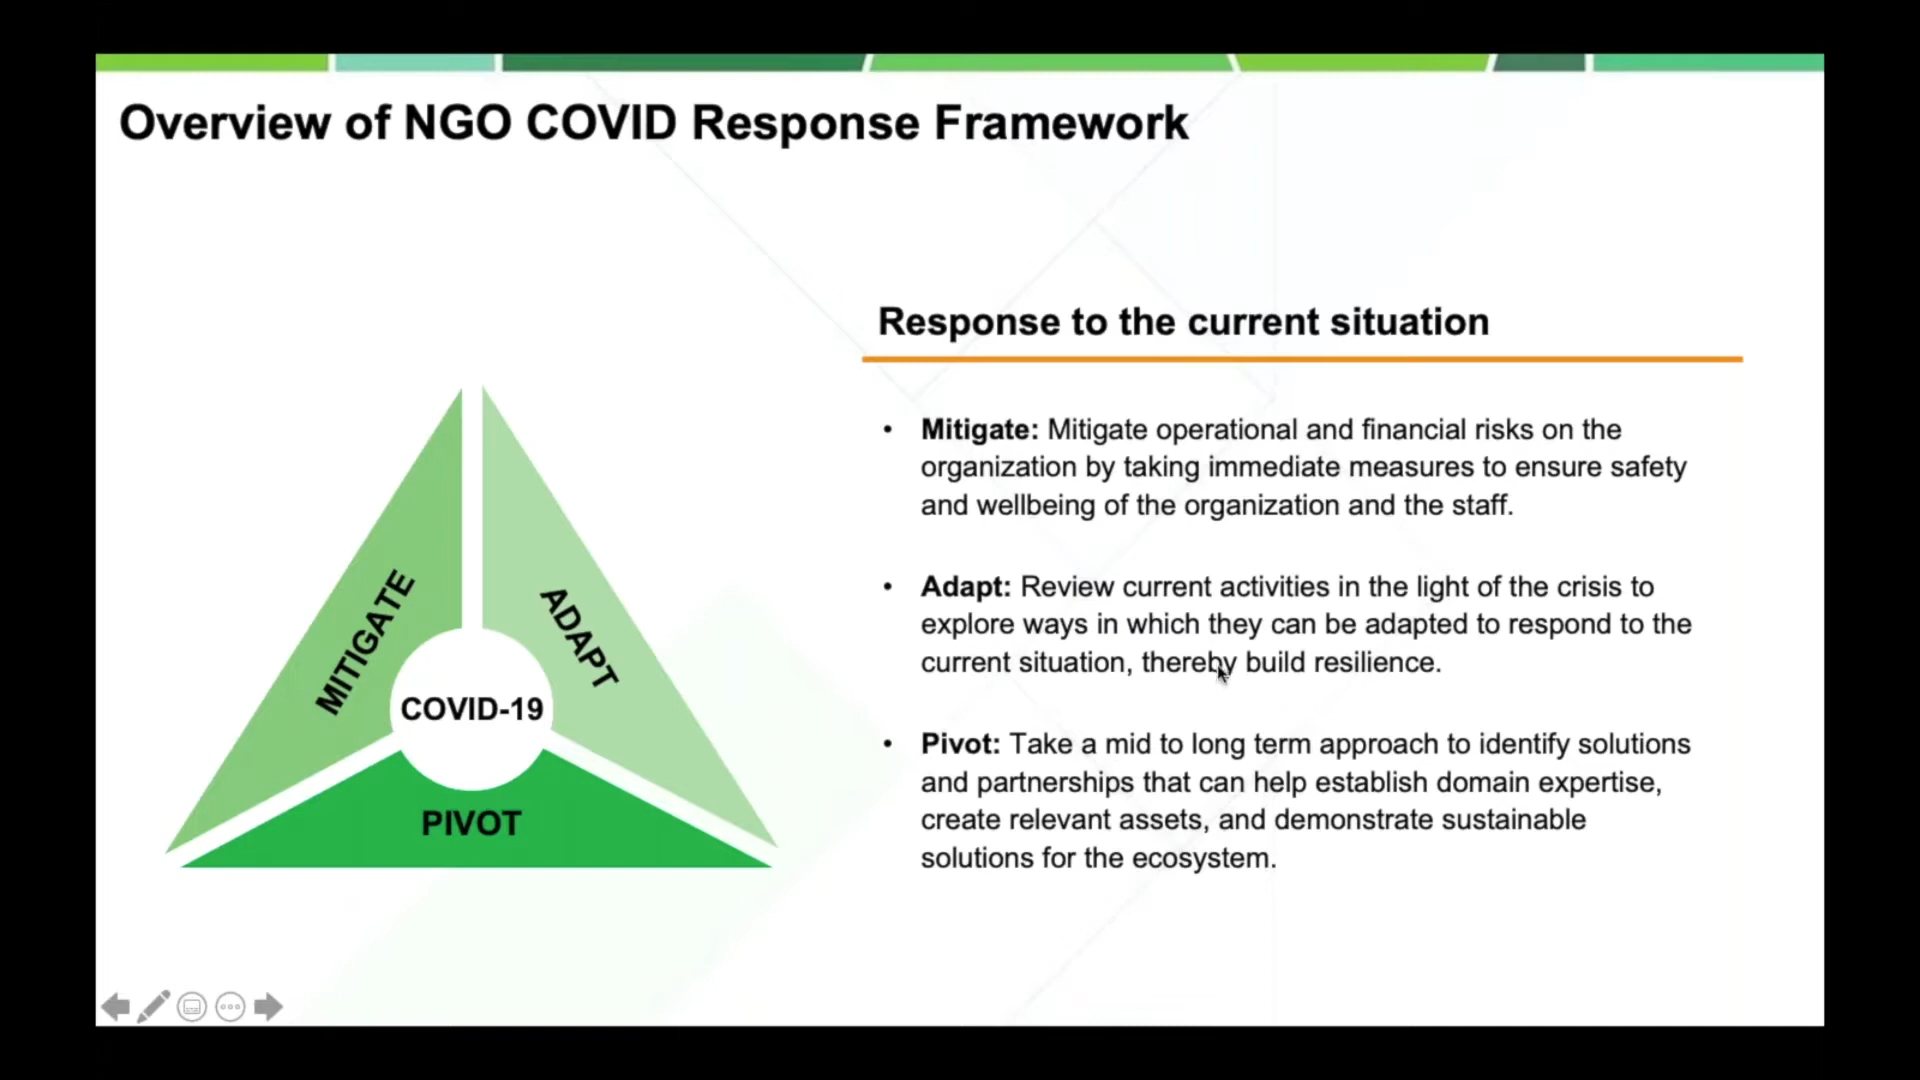 Overview of NGO COVID Response Framework
MITIGATE
ADAPT
COVID-19
PIVOT
Response to the current situation
• Mitigate: Mitigate operational and financial risks on the
organization by taking immediate measures to ensure safety
and wellbeing of the organization and the staff.
• Adapt: Review current activities in the light of the crisis to
explore ways in which they can be adapted to respond to the
current situation, thereby build resilience.
• Pivot: Take a mid to long term approach to identify solutions
and partnerships that can help establish domain expertise,
create relevant assets, and demonstrate sustainable
solutions for the ecosystem.